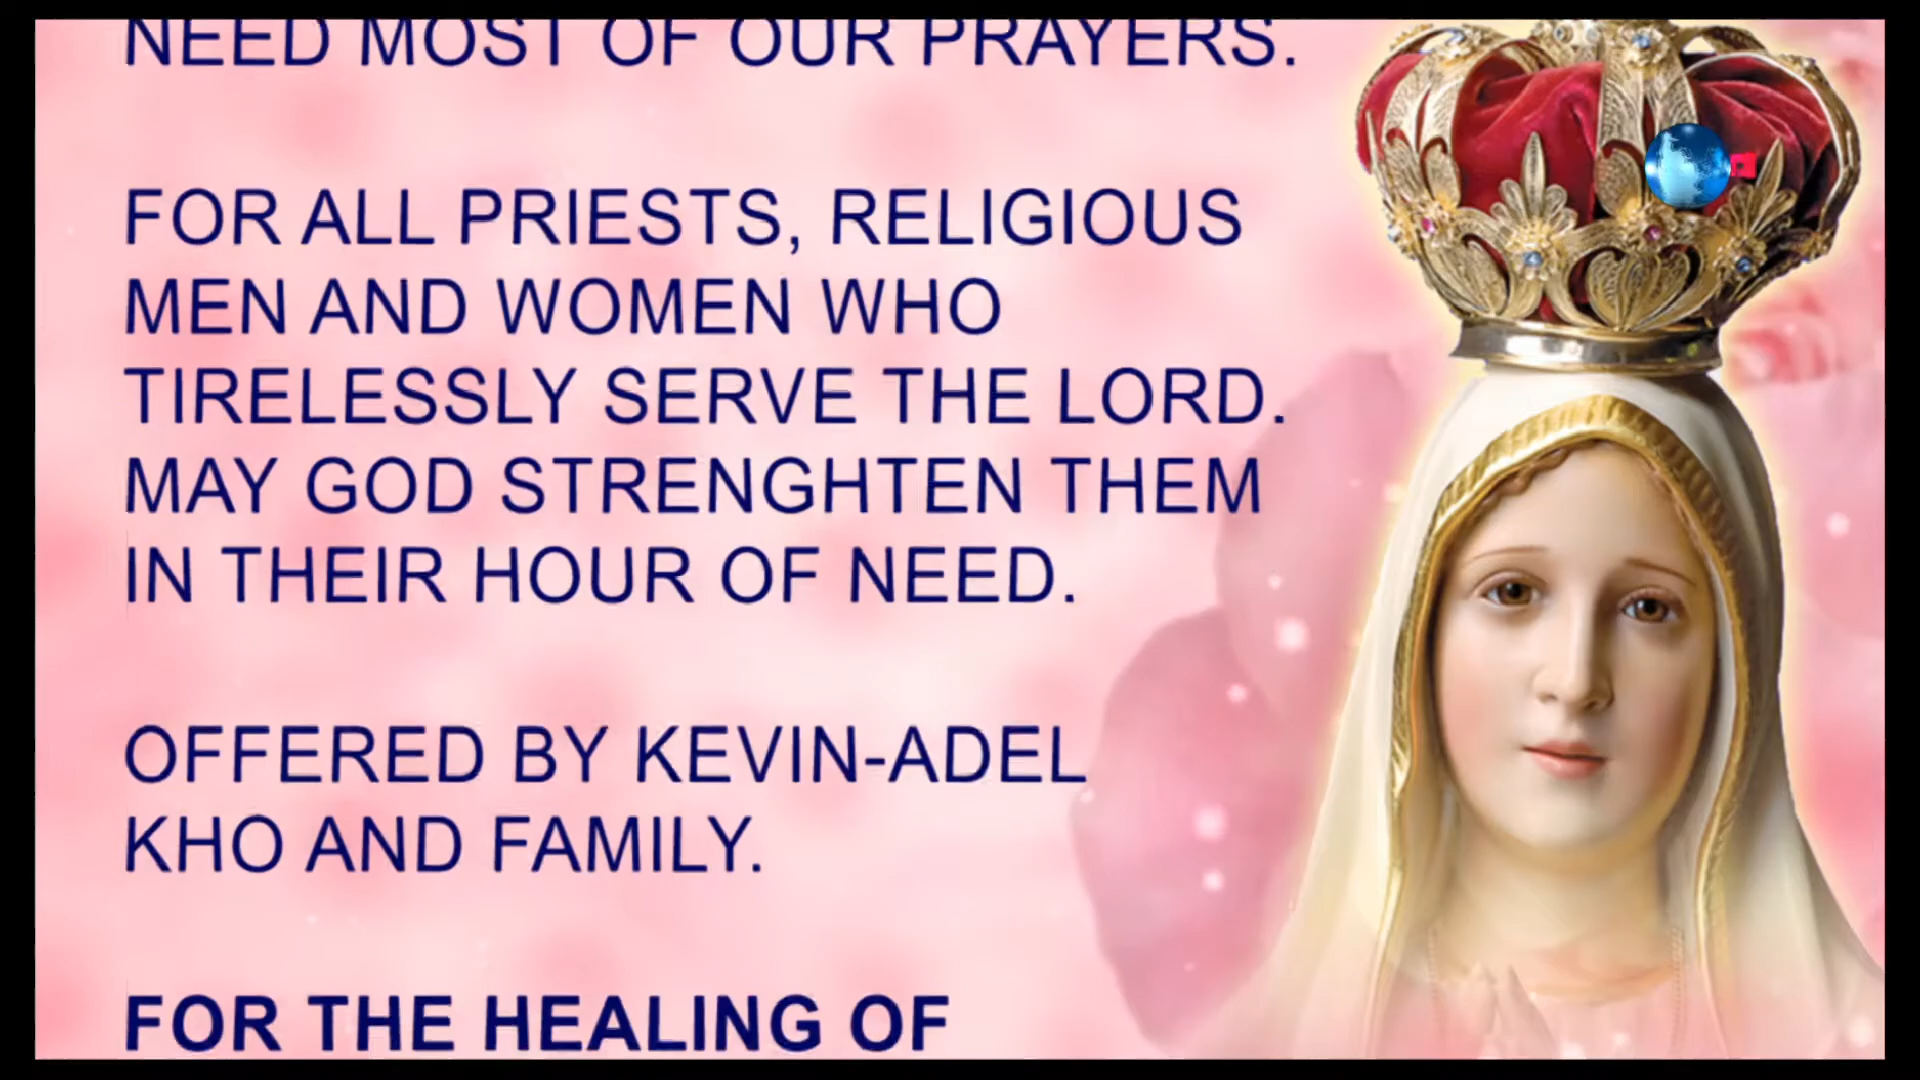 NEED MOST OF OUR PRAYERS.
FOR ALL PRIESTS, RELIGIOUS
MEN AND WOMEN WHO
TIRELESSLY SERVE THE LORD.
MAY GOD STRENGHTEN THEM
IN THEIR HOUR OF NEED.
OFFERED BY KEVIN-ADEL
KHO AND FAMILY.
FOR THE HEALING OF